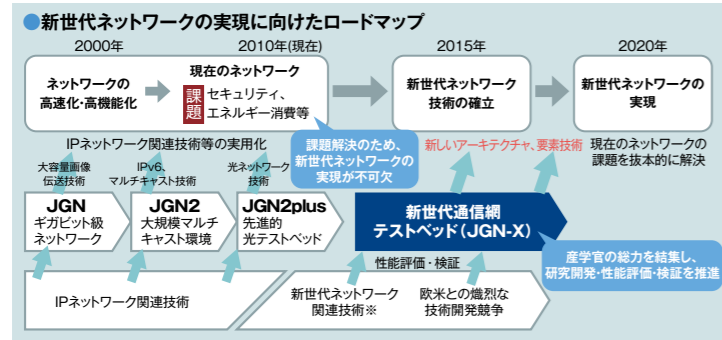 ●新世代ネットワークの実現に向けたロードマップ
2000年
2010年(現在)
2015年
2020年
ネットワークの
高速化・高機能化
現在のネットワーク
課題
セキュリティ、
エネルギー消費等
新世代ネットワーク
技術の確立
新世代ネットワークの
実現
IPネットワーク関連技術等の実用化
課題解決のため、
新世代ネットワークの
実現が不可欠
新しいアーキテクチャ、要素技術
現在のネットワークの
課題を抜本的に解決
大容量画像
伝送技術
IPv6、
マルチキャスト技術
光ネットワーク
技術
JGN
ギガビット級
ネットワーク
JGN2
大規模マルチ
キャスト環境
JGN2plus
先進的
光テストベッド
新世代通信網
テストベッド(JGN-X)
産学官の総力を結集し、
研究開発・性能評価・検証を推進
性能評価・検証
IPネットワーク関連技術
新世代ネットワーク
関連技術※
欧米との熾烈な
技術開発競争